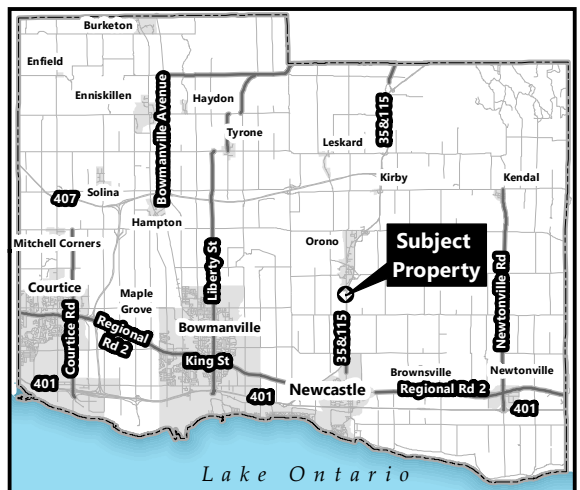 Burketon
Enfield
Enniskillen
Bowmanville Avenue
Haydon
35&115
Tyrone
Leskard
Kirby
Kendal
407
Solina
Hampton
Mitchell Corners
Orono
Subject
Property
Liberty St
Newtonville Rd
Courtice
Maple
Grove
Courtice Rd
Regional
Rd 2
Bowmanville
35&115
King St
Brownsville
Newtonville
401
401
Newcastle
Regional Rd 2
401
Lake Ontario